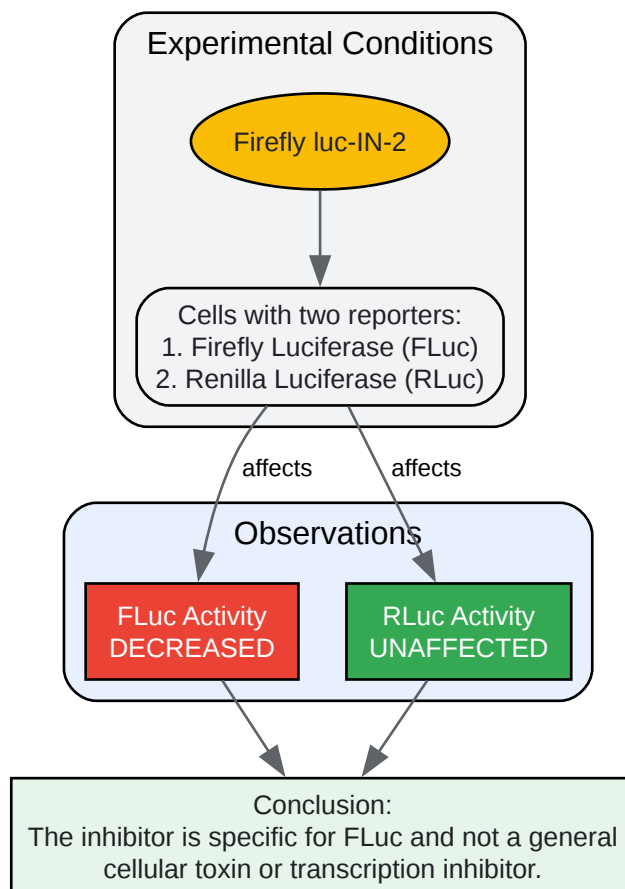 Experimental Conditions
Firefly luc-IN-2
Cells with two reporters:
1. Firefly Luciferase (FLuc)
2. Renilla Luciferase (RLuc)
affects
affects
Observations
FLuc Activity
DECREASED
RLuc Activity
UNAFFECTED
Conclusion:
The inhibitor is specific for FLuc and not a general
cellular toxin or transcription inhibitor.